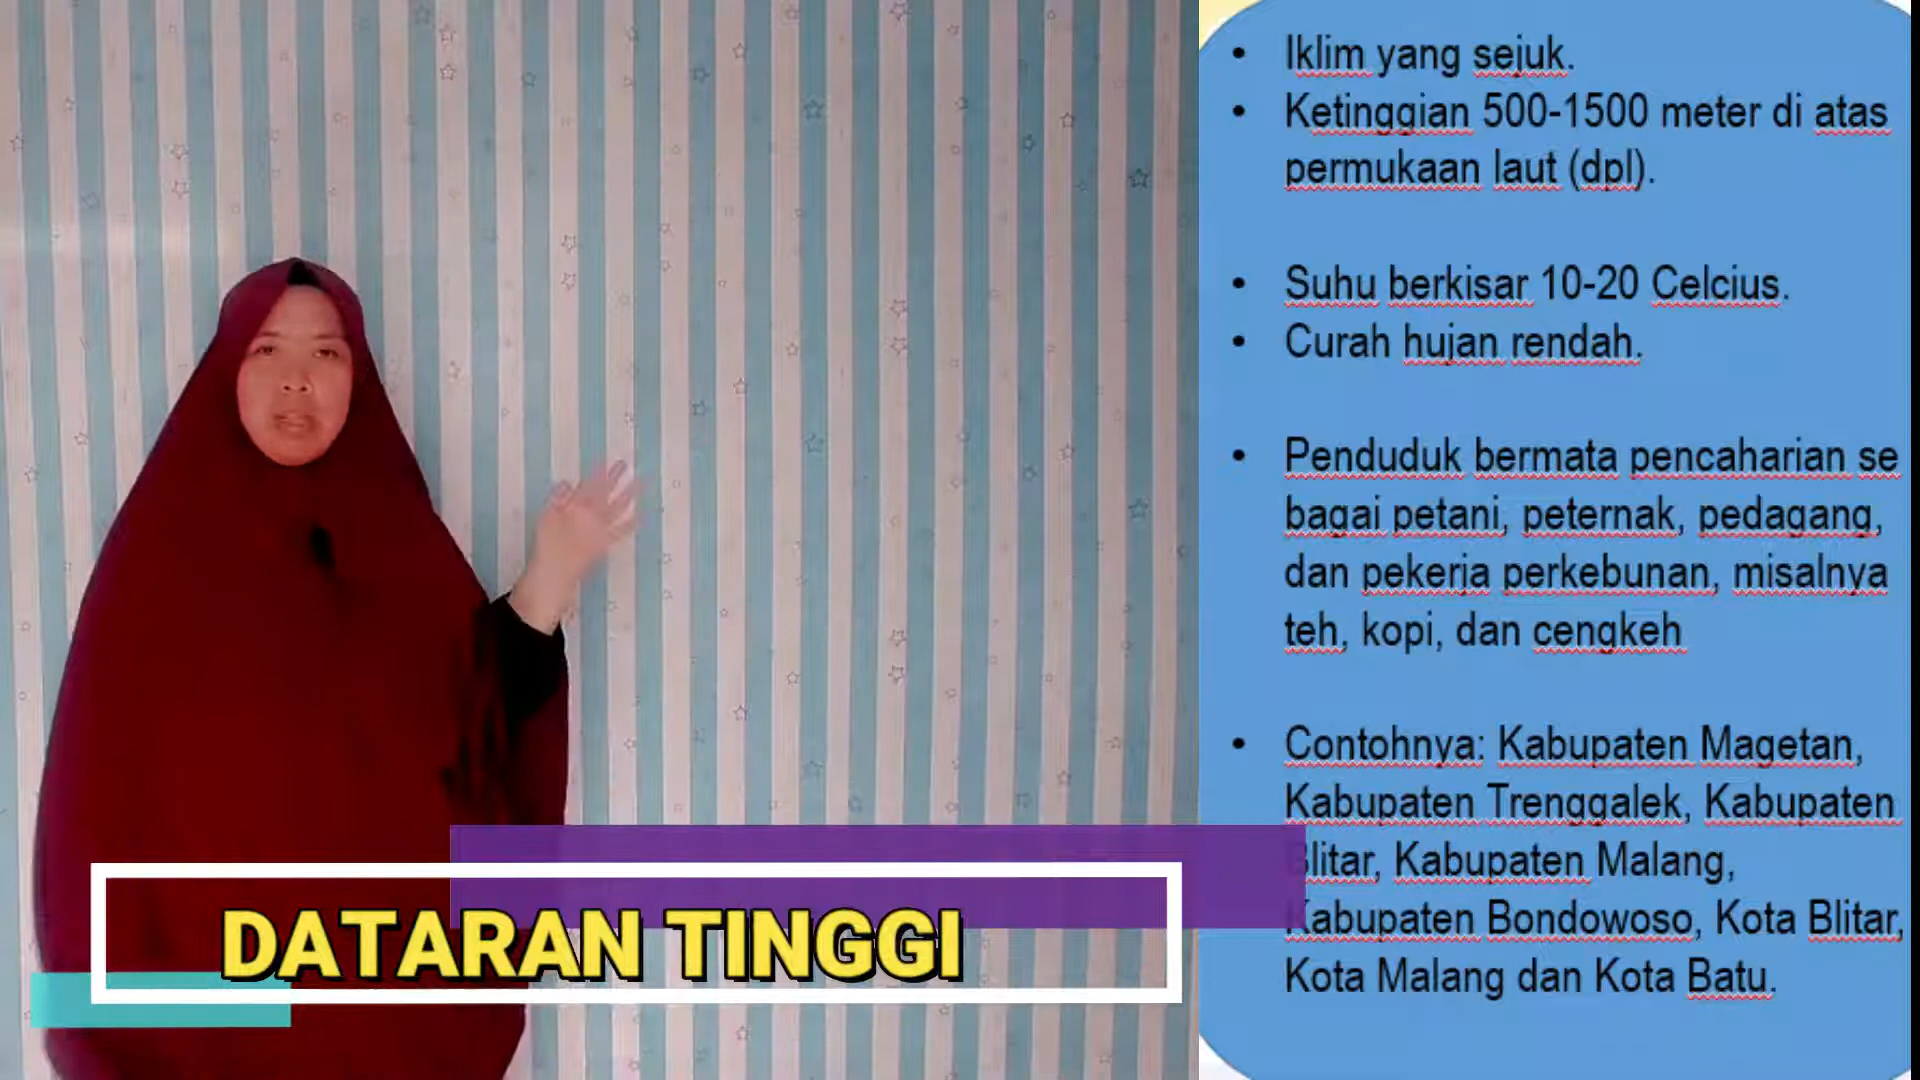 Iklim yang sejuk.
Ketinggian 500-1500 meter di atas
permukaan laut (dpl).
Suhu berkisar 10-20 Celcius.
Curah hujan rendah.
Penduduk bermata pencaharian se
bagai petani, peternak, pedagang,
dan pekerja perkebunan, misalnya
teh, kopi, dan cengkeh
Contohnya: Kabupaten Magetan,
Kabupaten Trenggalek, Kabupaten
Blitar, Kabupaten Malang,
Kabupaten Bondowoso, Kota Blitar,
Kota Malang dan Kota Batu.
DATARAN TINGGI